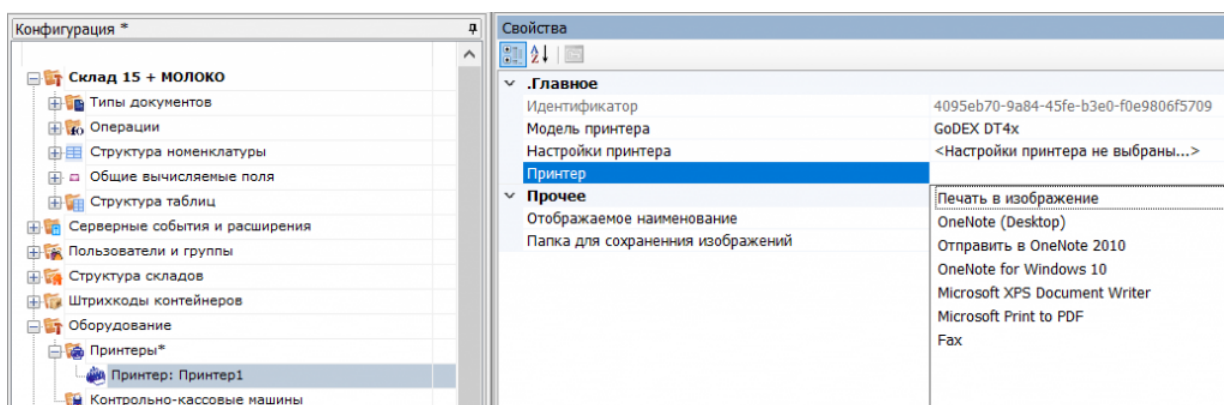 Конфигурация *
Склад 15 + МОЛОКО
Типы документов
Операции
Структура номенклатуры
Общие вычисляемые поля
Структура таблиц
Серверные события и расширения
Пользователи и группы
Структура складов
Штрихкоды контейнеров
Оборудование
Принтеры*
Принтер: Принтер1
Контрольно-кассовые машины
Свойства
.Главное
Идентификатор 4095eb70-9a84-45fe-b3e0-f0e9806f5709
Модель принтера GoDEX DT4x
Настройки принтера <Настройки принтера не выбраны...>
Принтер
Прочее
Отображаемое наименование
Папка для сохраненния изображений
Печать в изображение
OneNote (Desktop)
Отправить в OneNote 2010
OneNote for Windows 10
Microsoft XPS Document Writer
Microsoft Print to PDF
Fax